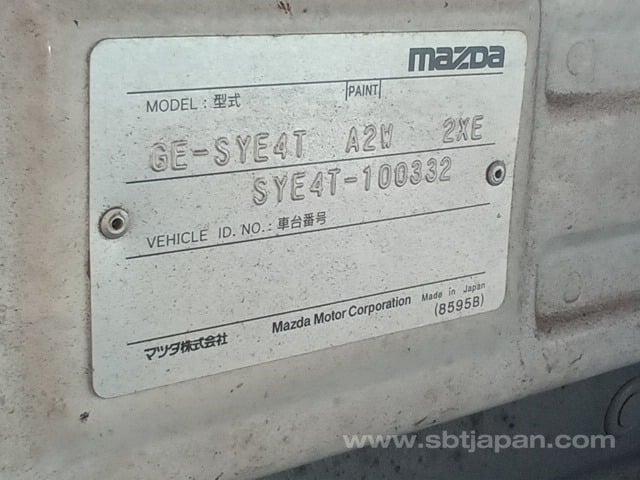 mazda
MODEL : 型式 PAINT
GE-SYE4T A2W 2XE
SYE4T-100332
VEHICLE ID. NO. : 車台番号
マツダ株式会社 Mazda Motor Corporation Made in Japan
(8595B)
www.sbtjapan.com